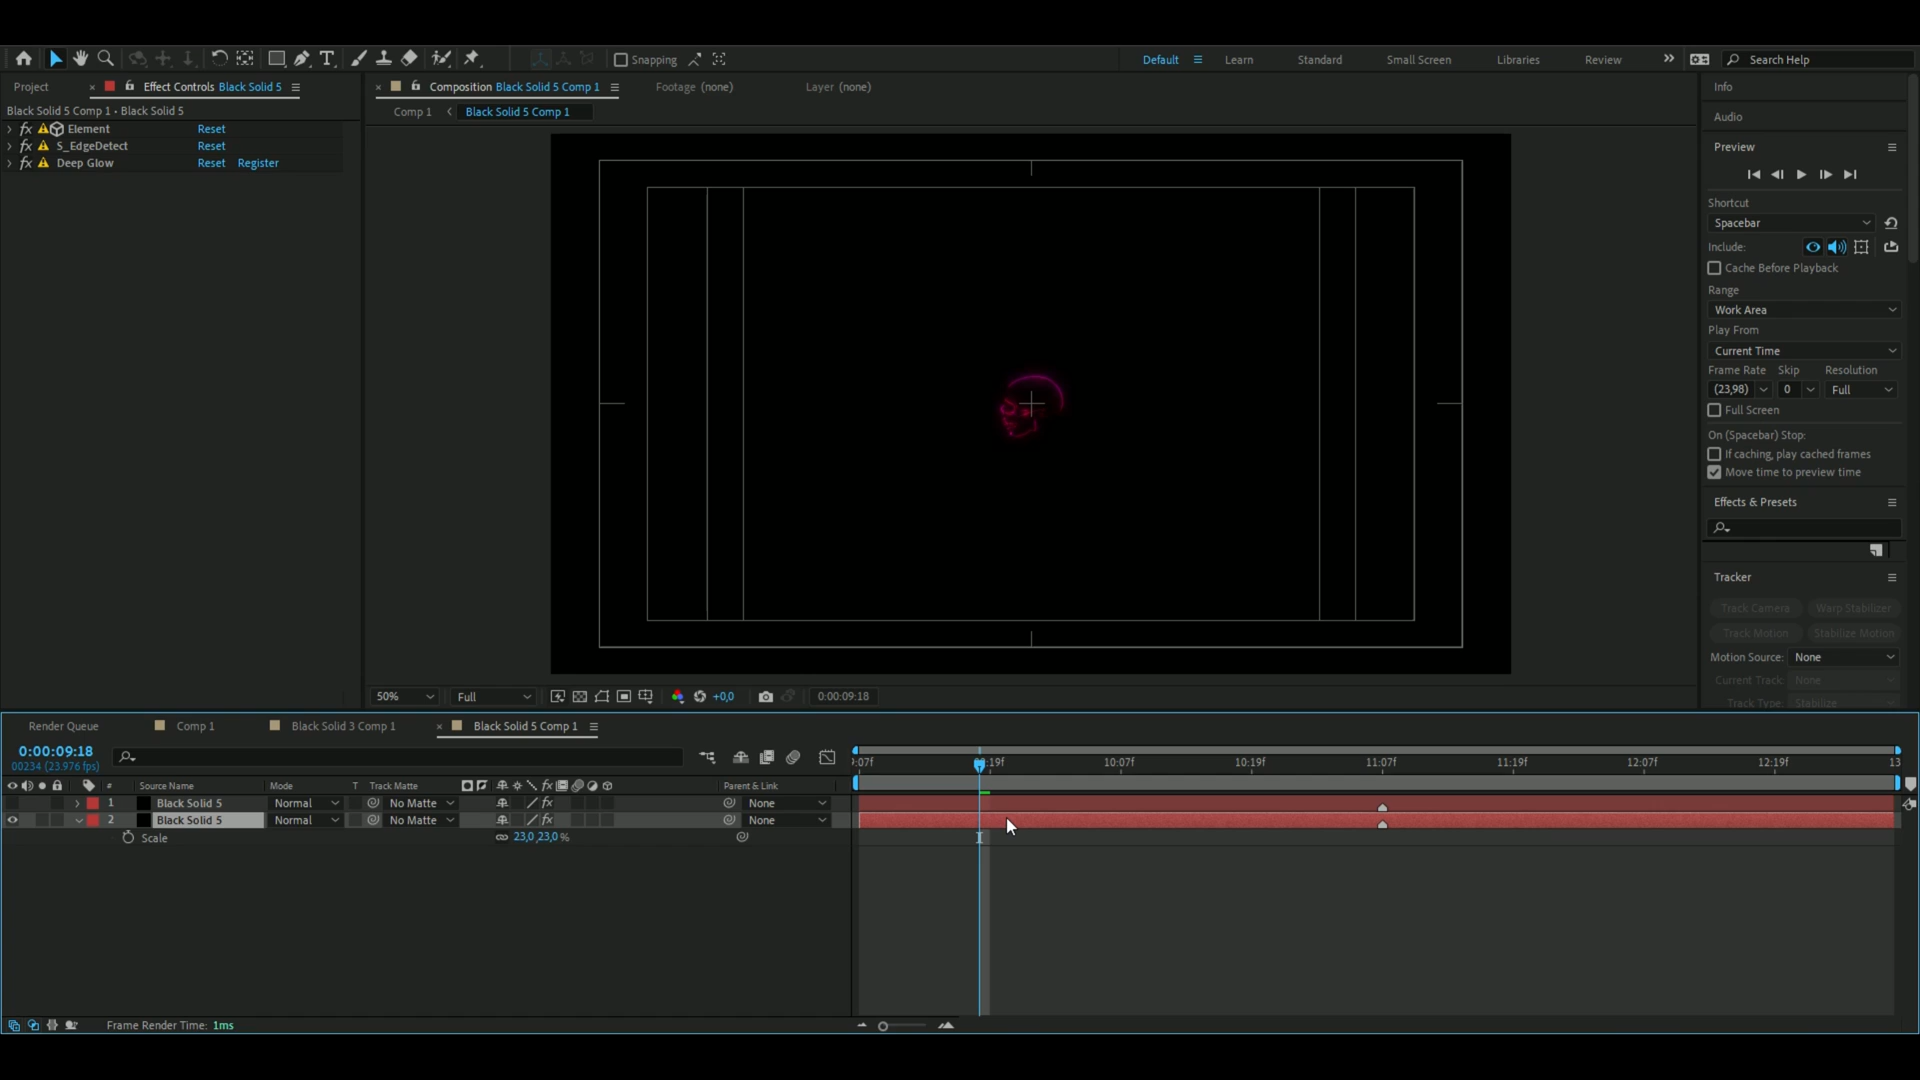 Snapping
Default
Learn
Standard
Small Screen
Libraries
Review
Search Help
Project
Effect Controls Black Solid 5
Composition Black Solid 5 Comp 1
Footage (none)
Layer (none)
Info
Black Solid 5 Comp 1 • Black Solid 5
Comp 1
Black Solid 5 Comp 1
Audio
fx Element Reset
fx S_EdgeDetect Reset
fx Deep Glow Reset Register
Preview
Shortcut
Spacebar
Include:
Cache Before Playback
Range
Work Area
Play From
Current Time
Frame Rate Skip Resolution
(23,98) 0 Full
Full Screen
On (Spacebar) Stop:
If caching, play cached frames
Move time to preview time
Effects & Presets
Tracker
Track Camera Warp Stabilizer
Track Motion Stabilize Motion
Motion Source: None
Current Track: None
Track Type: Stabilize
50% Full +0,0 0:00:09:18
Render Queue Comp 1 Black Solid 3 Comp 1 Black Solid 5 Comp 1
0:00:09:18
00234 (23.976 fps)
:07f 19f 10:07f 10:19f 11:07f 11:19f 12:07f 12:19f 13
# Source Name Mode T Track Matte fx Parent & Link
1 Black Solid 5 Normal No Matte fx None
2 Black Solid 5 Normal No Matte fx None
Scale 23,0,23,0 %
Frame Render Time: 1ms